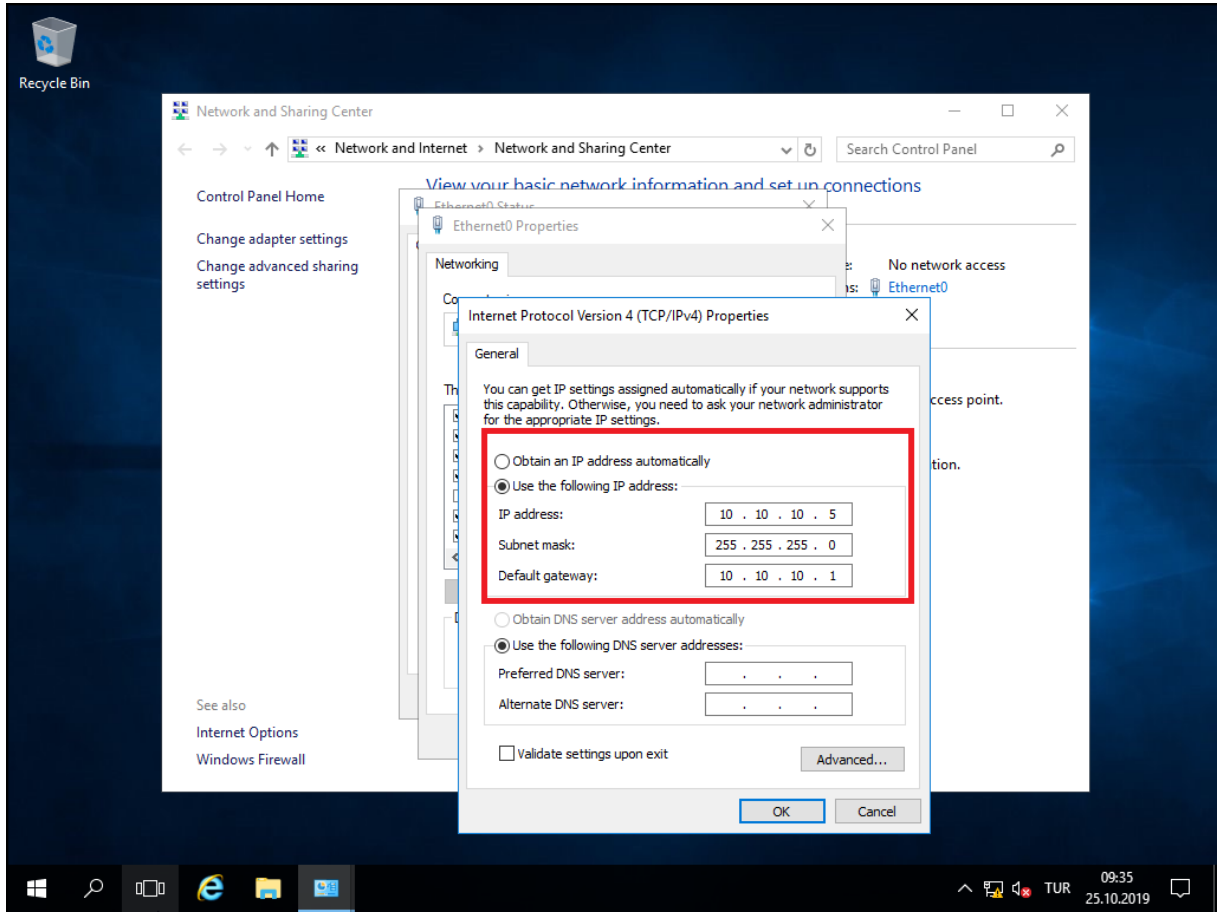 Recycle Bin
Network and Sharing Center
« Network and Internet › Network and Sharing Center
Search Control Panel
Control Panel Home
Change adapter settings
Change advanced sharing
settings
See also
Internet Options
Windows Firewall
View your basic network information and set up connections
No network access
Ethernet0
ccess point.
tion.
Ethernet0 Status
Ethernet0 Properties
Networking
Th
Internet Protocol Version 4 (TCP/IPv4) Properties
General
You can get IP settings assigned automatically if your network supports
this capability. Otherwise, you need to ask your network administrator
for the appropriate IP settings.
Obtain an IP address automatically
Use the following IP address:
IP address: 10 . 10 . 10 . 5
Subnet mask: 255 . 255 . 255 . 0
Default gateway: 10 . 10 . 10 . 1
Obtain DNS server address automatically
Use the following DNS server addresses:
Preferred DNS server: . . .
Alternate DNS server: . . .
Validate settings upon exit
Advanced...
OK Cancel
TUR
09:35
25.10.2019